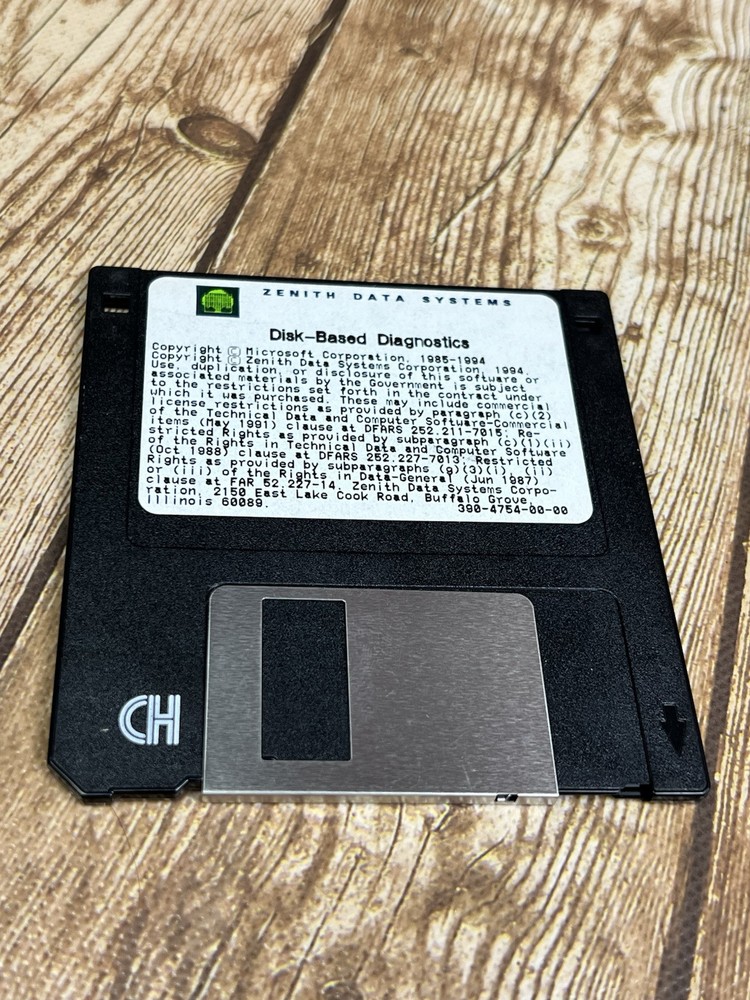 ZENITH DATA SYSTEMS
Disk-Based Diagnostics
Copyright © Microsoft Corporation, 1985-1994
Copyright © Zenith Data Systems Corporation, 1994.
Use, duplication, or disclosure of this software or
associated materials by the Government is subject
to the restrictions set forth in the contract under
which it was purchased. These may include commercial
license restrictions as provided by paragraph (c)(2)
of the Technical Data and Computer Software-Commercial
items (May 1991) clause at DFARS 252.211-7015; Re-
stricted Rights as provided by subparagraph (c)(1)(ii)
of the Rights in Technical Data and Computer Software
(Oct 1988) clause at DFARS 252.227-7013; Restricted
Rights as provided by subparagraphs (g)(3)(i), (ii)
or (iii) of the Rights in Data-General (Jun 1987)
clause at FAR 52.227-14. Zenith Data Systems Corpo-
ration, 2150 East Lake Cook Road, Buffalo Grove,
Illinois 60089.
390-4754-00-00
CH